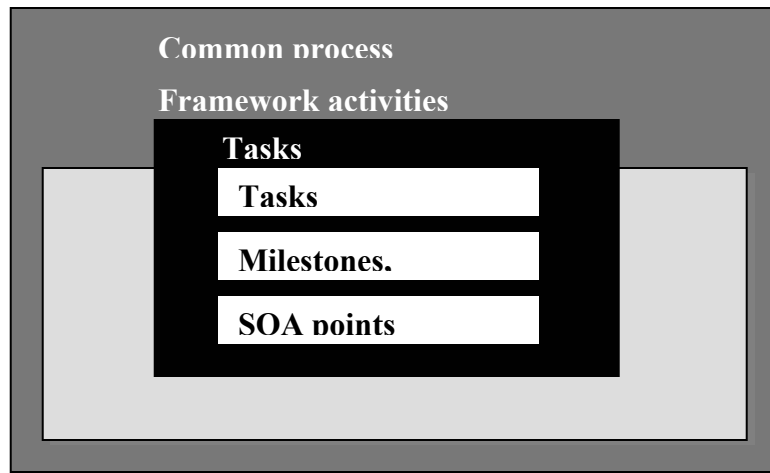 Common process
Framework activities
Tasks
Tasks
Milestones,
SOA points